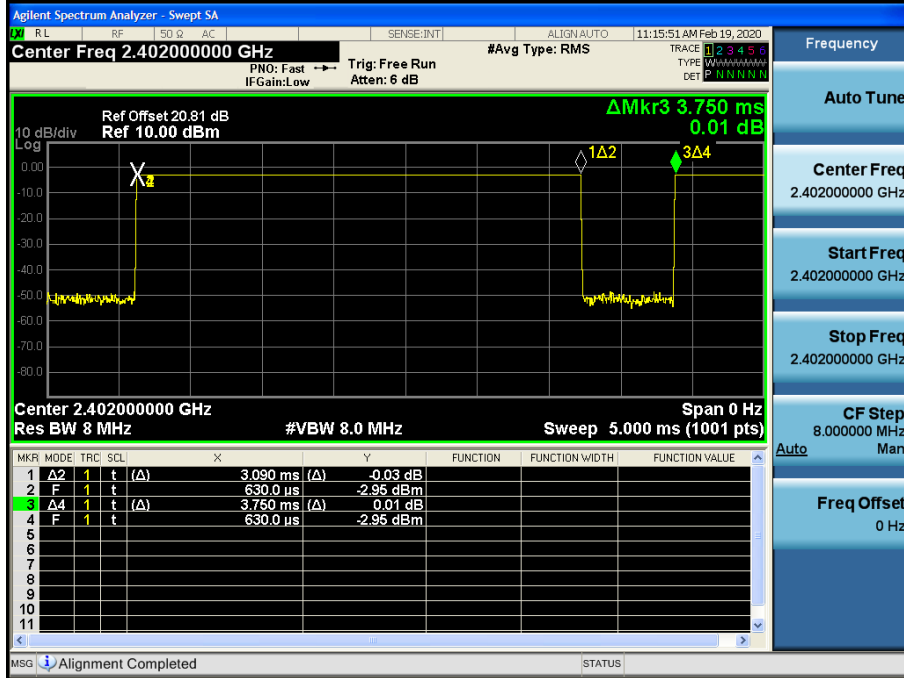 Agilent Spectrum Analyzer - Swept SA
LXI RL RF 50 Ω AC SENSE:INT ALIGN AUTO 11:15:51 AM Feb 19, 2020
Center Freq 2.402000000 GHz #Avg Type: RMS TRACE 1 2 3 4 5 6
PNO: Fast Trig: Free Run TYPE
IFGain:Low Atten: 6 dB DET P N N N N N
Frequency
Auto Tune
Center Freq
2.402000000 GHz
Start Freq
2.402000000 GHz
Stop Freq
2.402000000 GHz
CF Step
8.000000 MHz
Auto Man
Freq Offset
0 Hz
ΔMkr3 3.750 ms
0.01 dB
Ref Offset 20.81 dB
10 dB/div Ref 10.00 dBm
Log
1Δ2 3Δ4
0.00
-10.0
-20.0
-30.0
-40.0
-50.0
-60.0
-70.0
-80.0
Center 2.402000000 GHz Span 0 Hz
Res BW 8 MHz #VBW 8.0 MHz Sweep 5.000 ms (1001 pts)
MKR MODE TRC SCL X Y FUNCTION FUNCTION WIDTH FUNCTION VALUE
1 Δ2 1 t (Δ) 3.090 ms (Δ) -0.03 dB
2 F 1 t 630.0 μs -2.95 dBm
3 Δ4 1 t (Δ) 3.750 ms (Δ) 0.01 dB
4 F 1 t 630.0 μs -2.95 dBm
5
6
7
8
9
10
11
MSG Alignment Completed STATUS